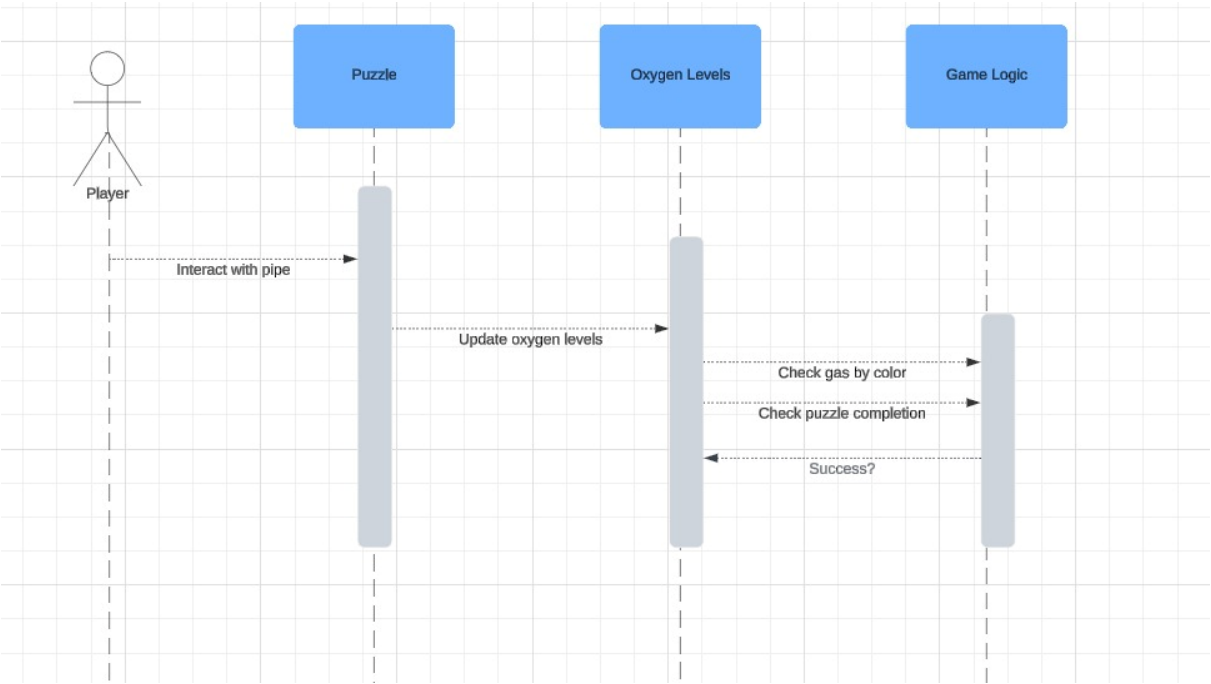 Puzzle
Oxygen Levels
Game Logic
Player
Interact with pipe
Update oxygen levels
Check gas by color
Check puzzle completion
Success?